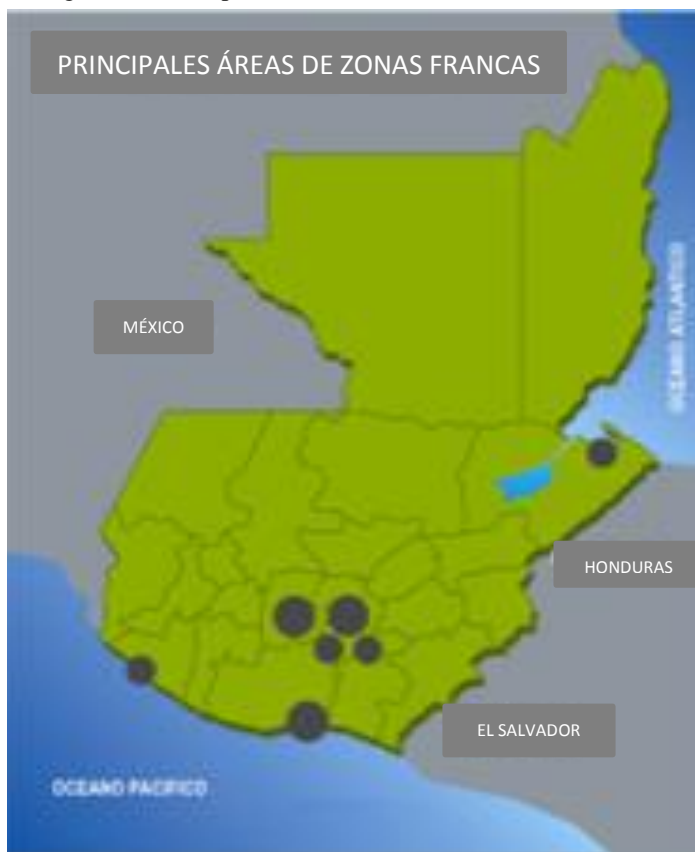 PRINCIPALES ÁREAS DE ZONAS FRANCAS
OCEANO ATLANTICO
MÉXICO
HONDURAS
EL SALVADOR
OCEANO PACIFICO